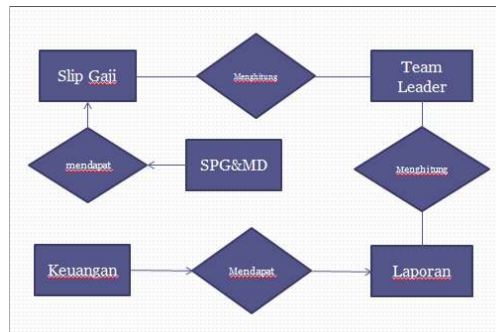 Slip Gaji
Menghitung
Team
Leader
mendapat
SPG&MD
Menghitung
Keuangan
Mendapat
Laporan